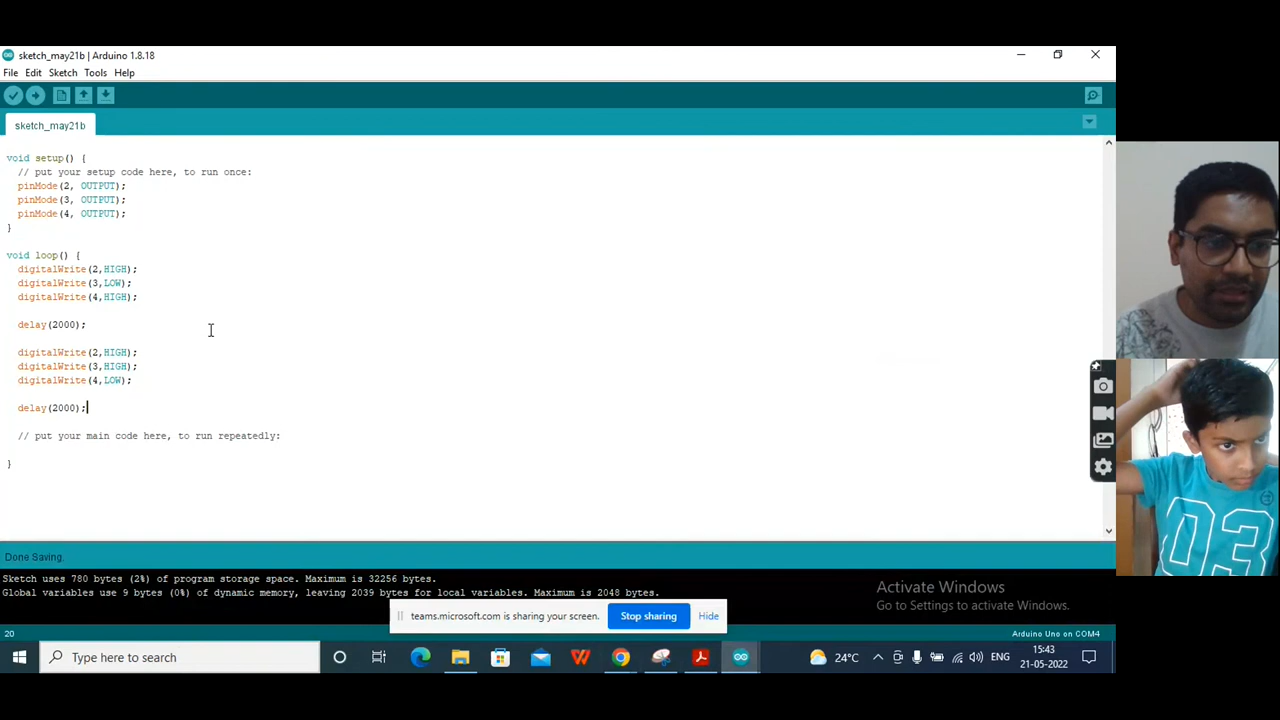 sketch_may21b | Arduino 1.8.18
File Edit Sketch Tools Help
sketch_may21b
void setup() {
// put your setup code here, to run once:
pinMode(2, OUTPUT);
pinMode(3, OUTPUT);
pinMode(4, OUTPUT);
}
void loop() {
digitalWrite(2,HIGH);
digitalWrite(3,LOW);
digitalWrite(4,HIGH);
delay(2000);
digitalWrite(2,HIGH);
digitalWrite(3,HIGH);
digitalWrite(4,LOW);
delay(2000);
// put your main code here, to run repeatedly:
}
03
Done Saving.
Sketch uses 780 bytes (2%) of program storage space. Maximum is 32256 bytes.
Global variables use 9 bytes (0%) of dynamic memory, leaving 2039 bytes for local variables. Maximum is 2048 bytes.
Activate Windows
Go to Settings to activate Windows.
teams.microsoft.com is sharing your screen. Stop sharing Hide
20 Arduino Uno on COM4
Type here to search 24°C ENG 15:43
21-05-2022